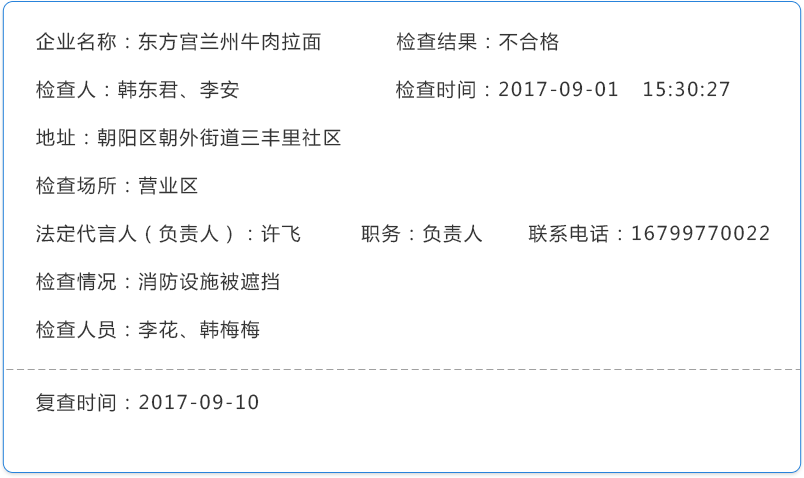 企业名称：东方宫兰州牛肉拉面 检查结果：不合格
检查人：韩东君、李安 检查时间：2017-09-01 15:30:27
地址：朝阳区朝外街道三丰里社区
检查场所：营业区
法定代言人（负责人）：许飞 职务：负责人 联系电话：16799770022
检查情况：消防设施被遮挡
检查人员：李花、韩梅梅
复查时间：2017-09-10